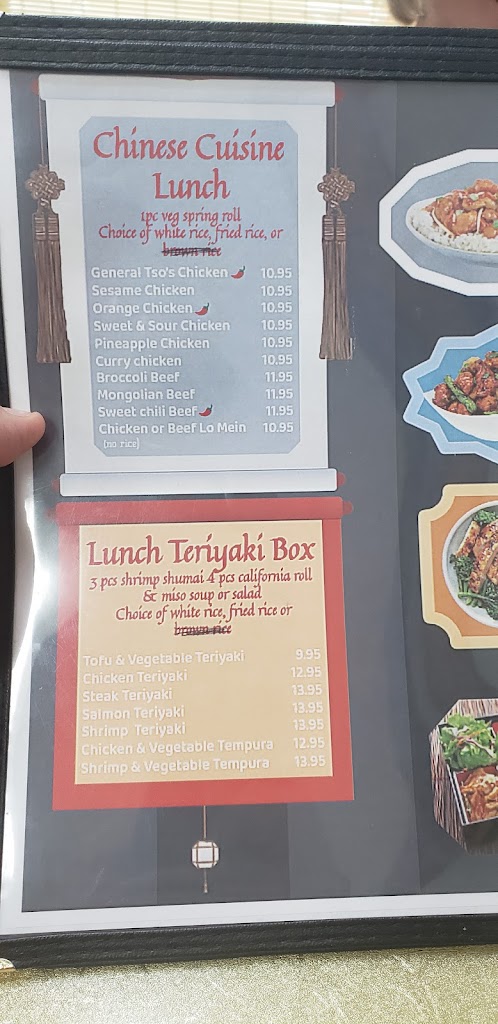 Chinese Cuisine
Lunch
1pc veg spring roll
Choice of white rice, fried rice, or
brown rice
General Tso's Chicken 10.95
Sesame Chicken 10.95
Orange Chicken 10.95
Sweet & Sour Chicken 10.95
Pineapple Chicken 10.95
Curry chicken 10.95
Broccoli Beef 11.95
Mongolian Beef 11.95
Sweet chili Beef 11.95
Chicken or Beef Lo Mein 10.95
(no rice)
Lunch Teriyaki Box
3 pcs shrimp shumai 4 pcs california roll
& miso soup or salad
Choice of white rice, fried rice or
brown rice
Tofu & Vegetable Teriyaki 9.95
Chicken Teriyaki 12.95
Steak Teriyaki 13.95
Salmon Teriyaki 13.95
Shrimp Teriyaki 13.95
Chicken & Vegetable Tempura 12.95
Shrimp & Vegetable Tempura 13.95